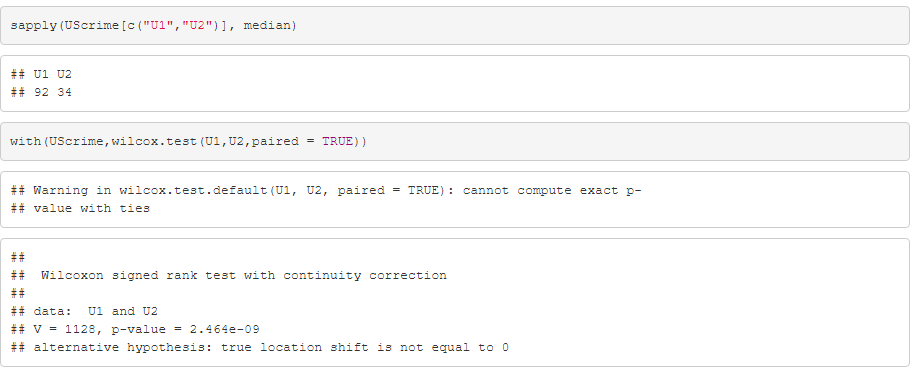 sapply(UScrime[c("U1","U2")], median)
## U1 U2
## 92 34
with(UScrime,wilcox.test(U1,U2,paired = TRUE))
## Warning in wilcox.test.default(U1, U2, paired = TRUE): cannot compute exact p-
## value with ties
##
##  Wilcoxon signed rank test with continuity correction
##
## data:  U1 and U2
## V = 1128, p-value = 2.464e-09
## alternative hypothesis: true location shift is not equal to 0